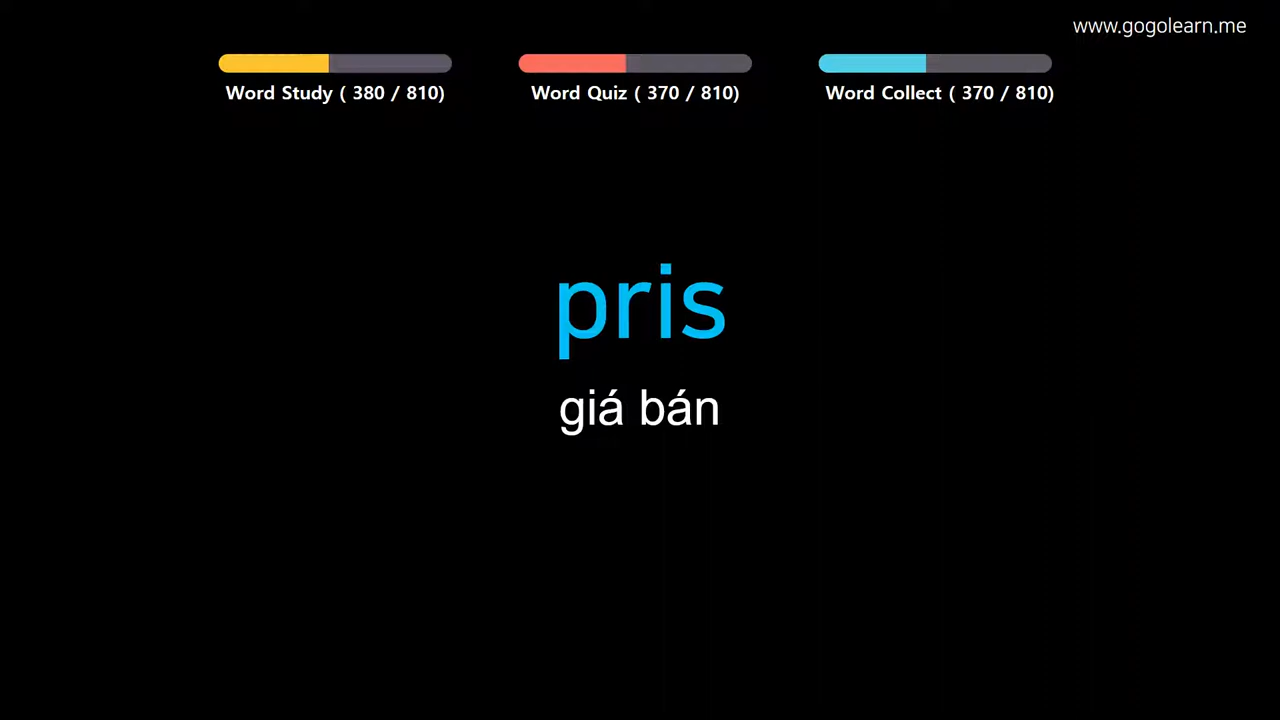 www.gogolearn.me
Word Study ( 380 / 810)
Word Quiz ( 370 / 810)
Word Collect ( 370 / 810)
pris
giá bán